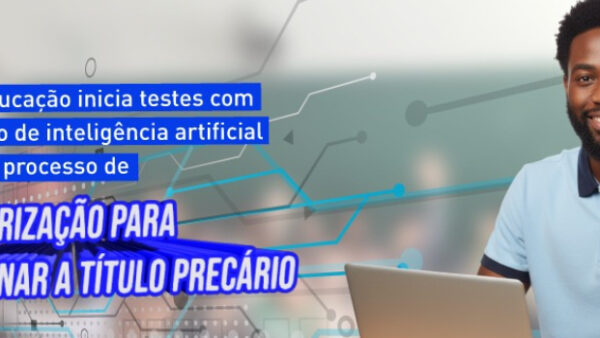 ucação inicia testes com
o de inteligência artificial
processo de
RIZAÇÃO PARA
NAR A TÍTULO PRECÁRIO